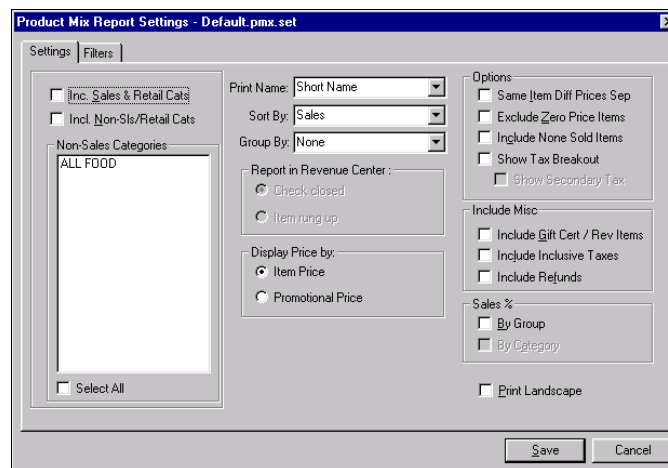 Product Mix Report Settings - Default.pmx.set
Settings
Filters
Inc. Sales & Retail Cats
Incl. Non-Sls/Retail Cats
Non-Sales Categories
ALL FOOD
Select All
Print Name: Short Name
Sort By: Sales
Group By: None
Report in Revenue Center :
Check closed
Item rung up
Display Price by:
Item Price
Promotional Price
Options
Same Item Diff Prices Sep
Exclude Zero Price Items
Include None Sold Items
Show Tax Breakout
Show Secondary Tax
Include Misc
Include Gift Cert / Rev Items
Include Inclusive Taxes
Include Refunds
Sales %
By Group
By Category
Print Landscape
Save
Cancel